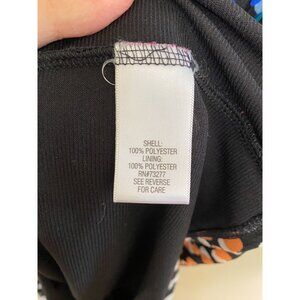 SHELL:
100% POLYESTER
LINING:
100% POLYESTER
RN#73277
SEE REVERSE
FOR CARE